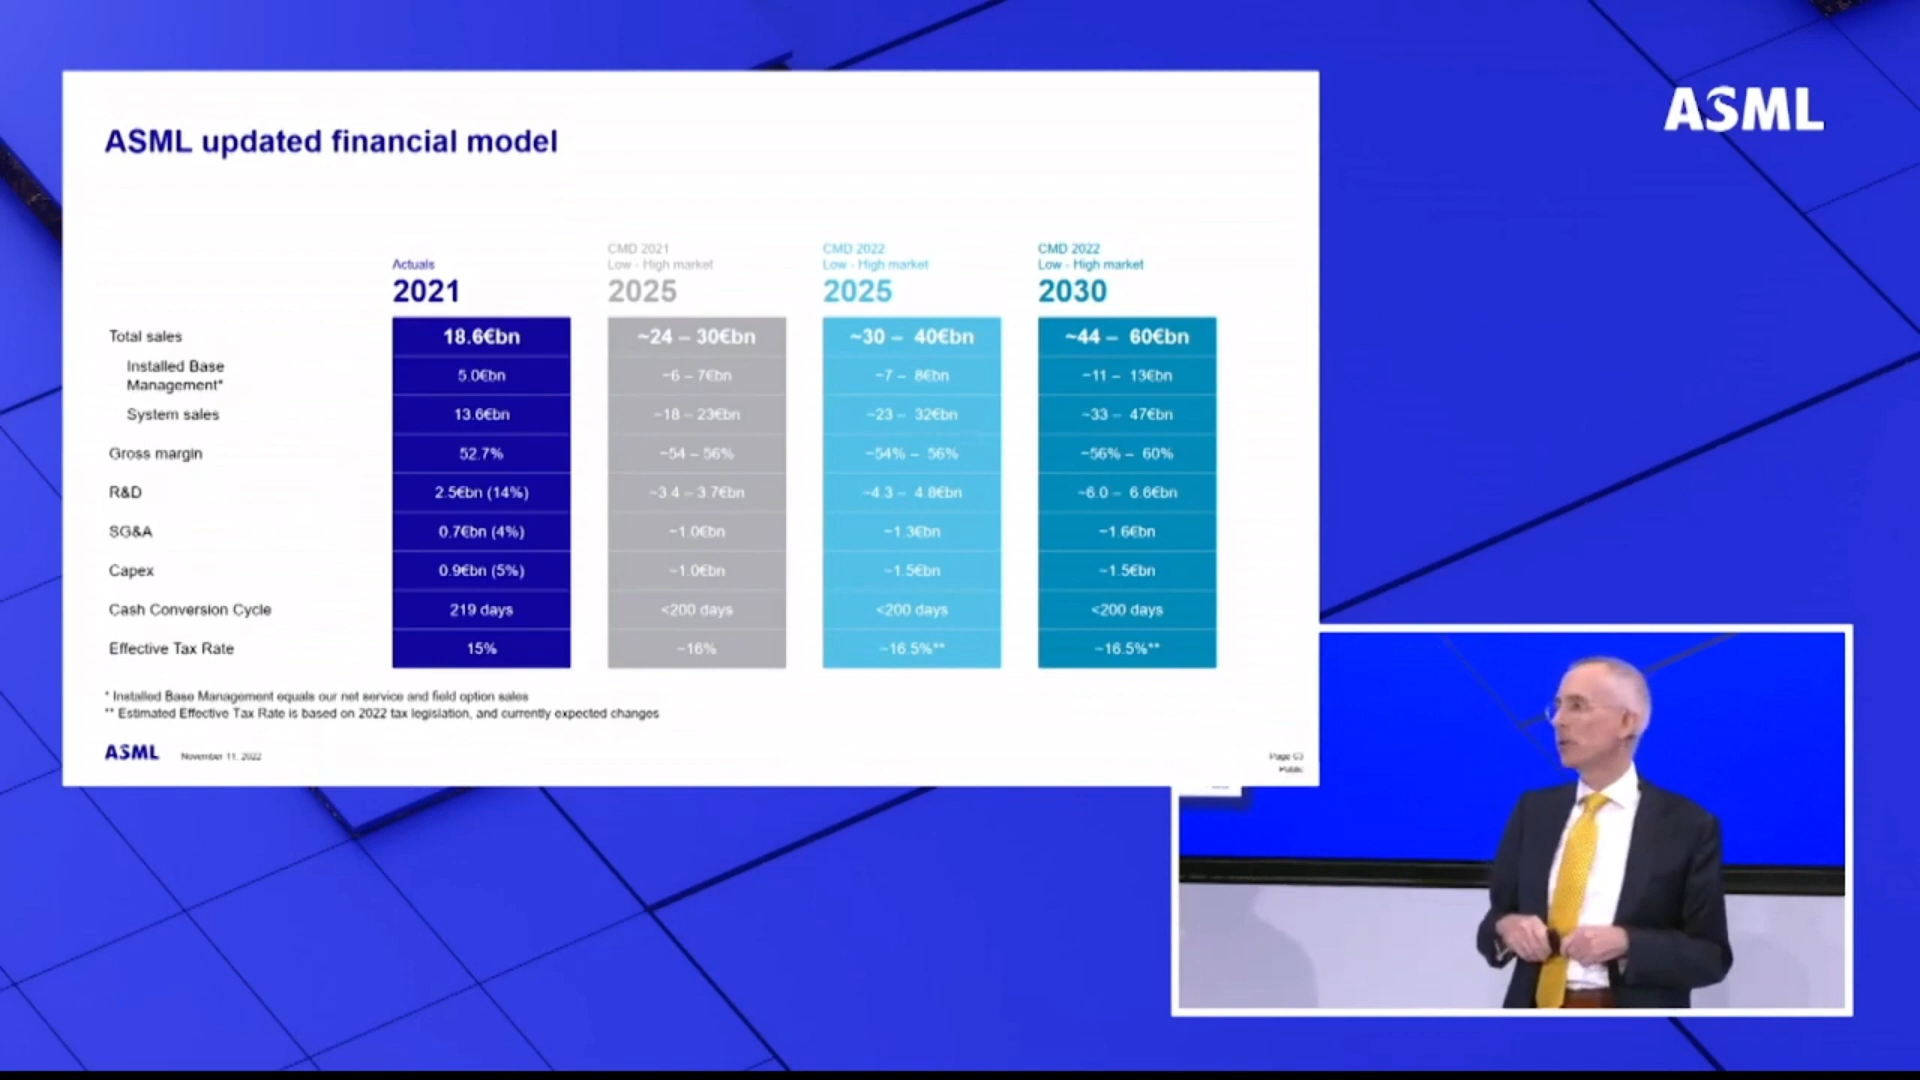 ASML
ASML updated financial model
Actuals
2021
CMD 2021
Low - High market
2025
CMD 2022
Low - High market
2025
CMD 2022
Low - High market
2030
Total sales 18.6€bn ~24 – 30€bn ~30 – 40€bn ~44 – 60€bn
Installed Base
Management* 5.0€bn ~6 – 7€bn ~7 – 8€bn ~11 – 13€bn
System sales 13.6€bn ~18 – 23€bn ~23 – 32€bn ~33 – 47€bn
Gross margin 52.7% ~54 – 56% ~54% – 56% ~56% – 60%
R&D 2.5€bn (14%) ~3.4 – 3.7€bn ~4.3 – 4.8€bn ~6.0 – 6.6€bn
SG&A 0.7€bn (4%) ~1.0€bn ~1.3€bn ~1.6€bn
Capex 0.9€bn (5%) ~1.0€bn ~1.5€bn ~1.5€bn
Cash Conversion Cycle 219 days <200 days <200 days <200 days
Effective Tax Rate 15% ~16% ~16.5%** ~16.5%**
* Installed Base Management equals our net service and field option sales
** Estimated Effective Tax Rate is based on 2022 tax legislation, and currently expected changes
ASML November 11, 2022
Page
Public